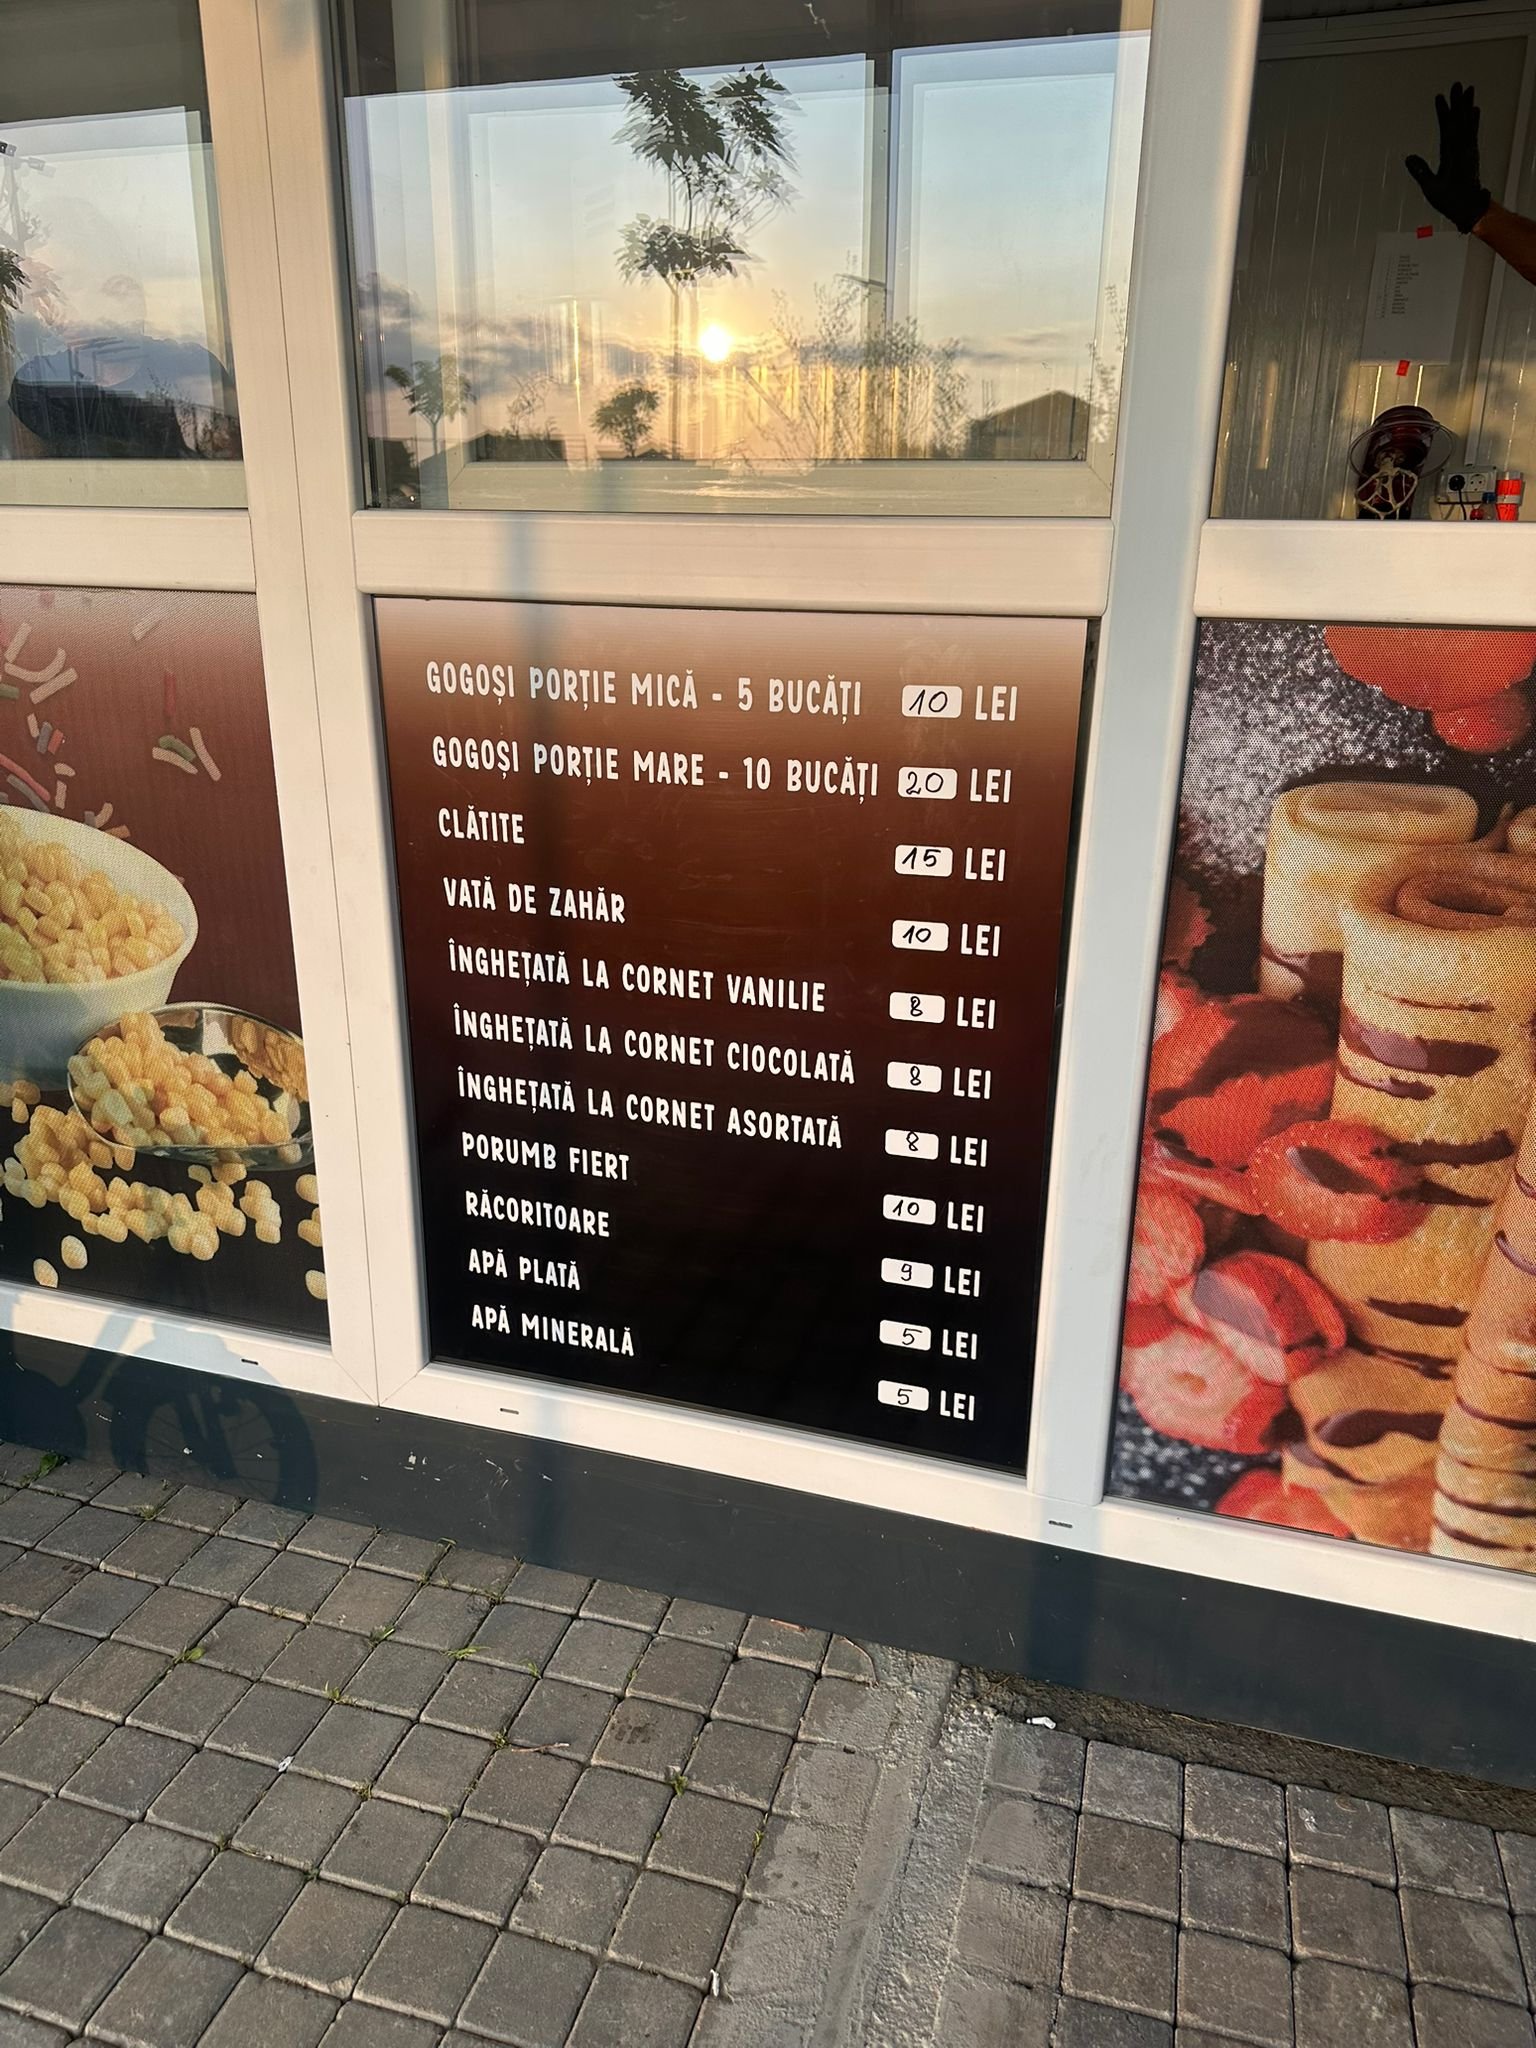 GOGOȘI PORȚIE MICĂ - 5 BUCĂȚI 10 LEI
GOGOȘI PORȚIE MARE - 10 BUCĂȚI 20 LEI
CLĂTITE 15 LEI
VATĂ DE ZAHĂR 10 LEI
ÎNGHEȚATĂ LA CORNET VANILIE 8 LEI
ÎNGHEȚATĂ LA CORNET CIOCOLATĂ 8 LEI
ÎNGHEȚATĂ LA CORNET ASORTATĂ 8 LEI
PORUMB FIERT 10 LEI
RĂCORITOARE 9 LEI
APĂ PLATĂ 5 LEI
APĂ MINERALĂ 5 LEI